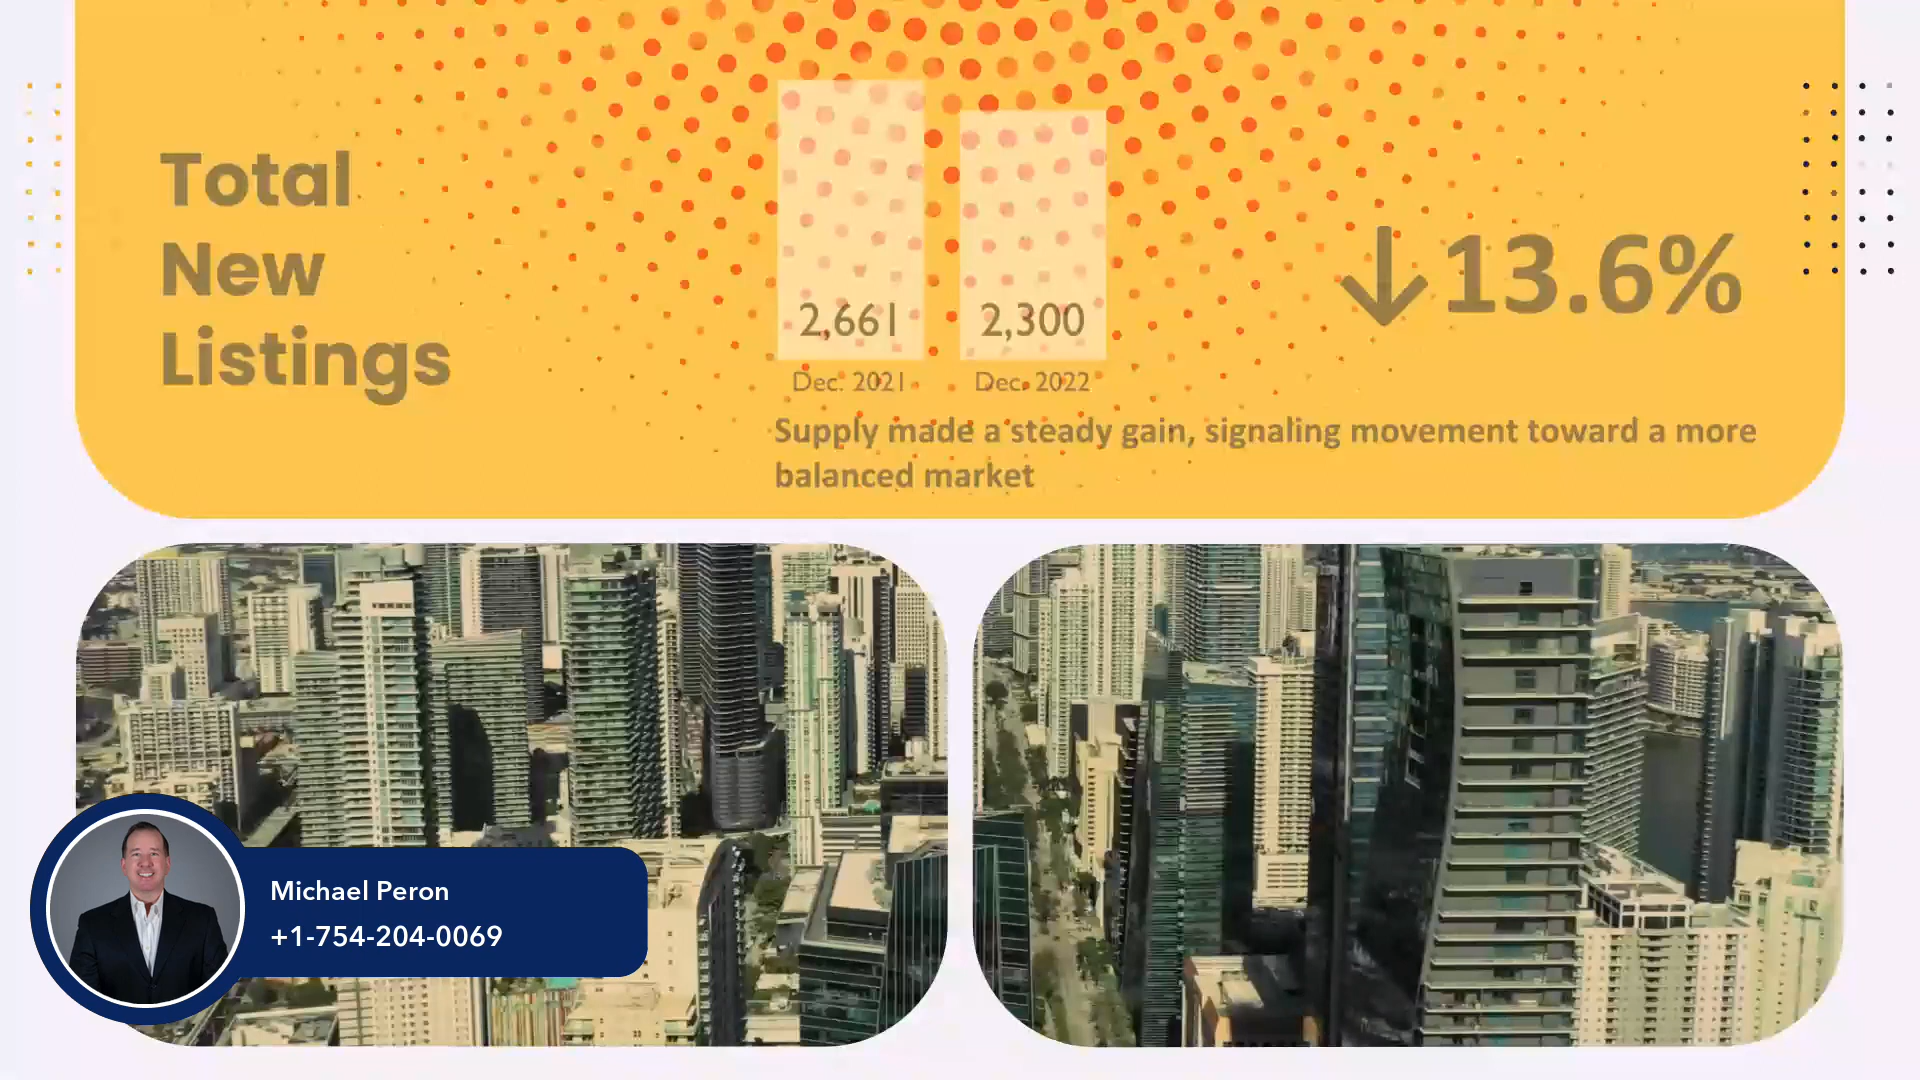 Total
New
Listings
2,661
2,300
Dec. 2021
Dec. 2022
↓13.6%
Supply made a steady gain, signaling movement toward a more
balanced market
Michael Peron
+1-754-204-0069